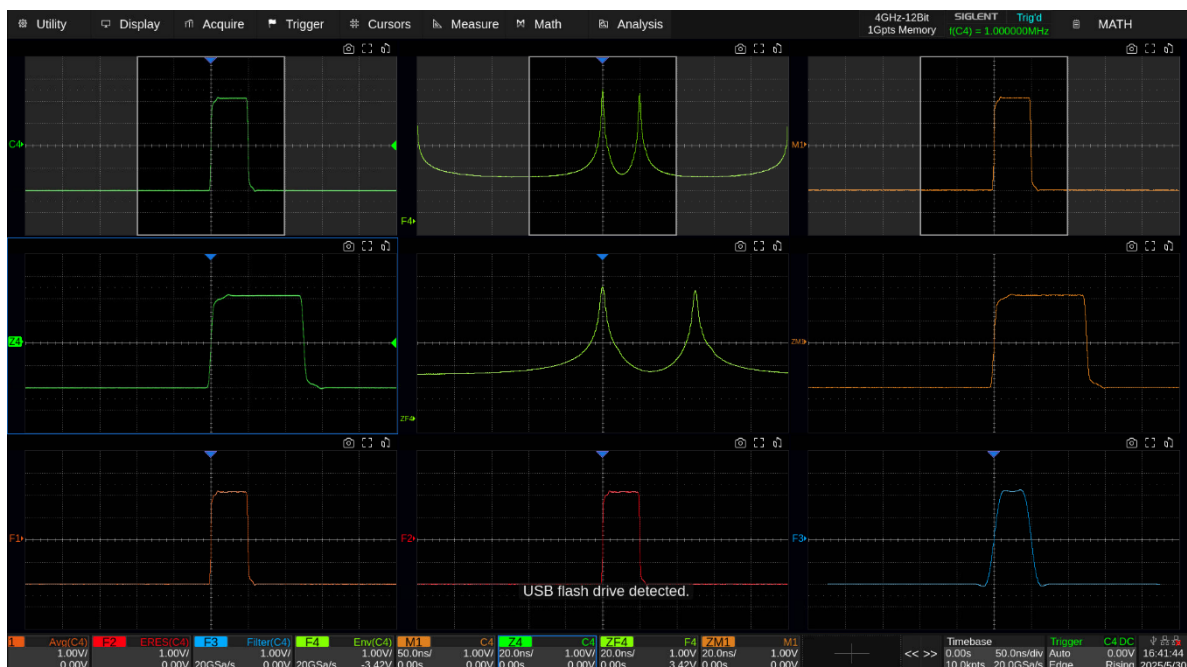 Utility Display Acquire Trigger Cursors Measure Math Analysis
4GHz-12Bit SIGLENT Trig'd MATH
1Gpts Memory f(C4) = 1.000000MHz
C4
F4
M1
Z4
ZF4
ZM1
F1
F2
F3
USB flash drive detected.
1 Avg(C4) F2 ERES(C4) F3 Filter(C4) F4 Env(C4) M1 C4 Z4 C4 ZF4 F4 ZM1 M1 Timebase Trigger C4 DC
1.00V/ 1.00V/ 1.00V/ 1.00V/ 50.0ns/ 1.00V/ 20.0ns/ 1.00V/ 20.0ns/ 1.00V/ 20.0ns/ 1.00V << >> 0.00s 50.0ns/div Auto 0.00V 16:41:44
0.00V 0.00V 20GSa/s 0.00V 20GSa/s -3.42V 0.00s 0.00V 0.00s 0.00V 0.00s 3.42V 0.00s 0.00V 10.0kpts 20.0GSa/s Edge Rising